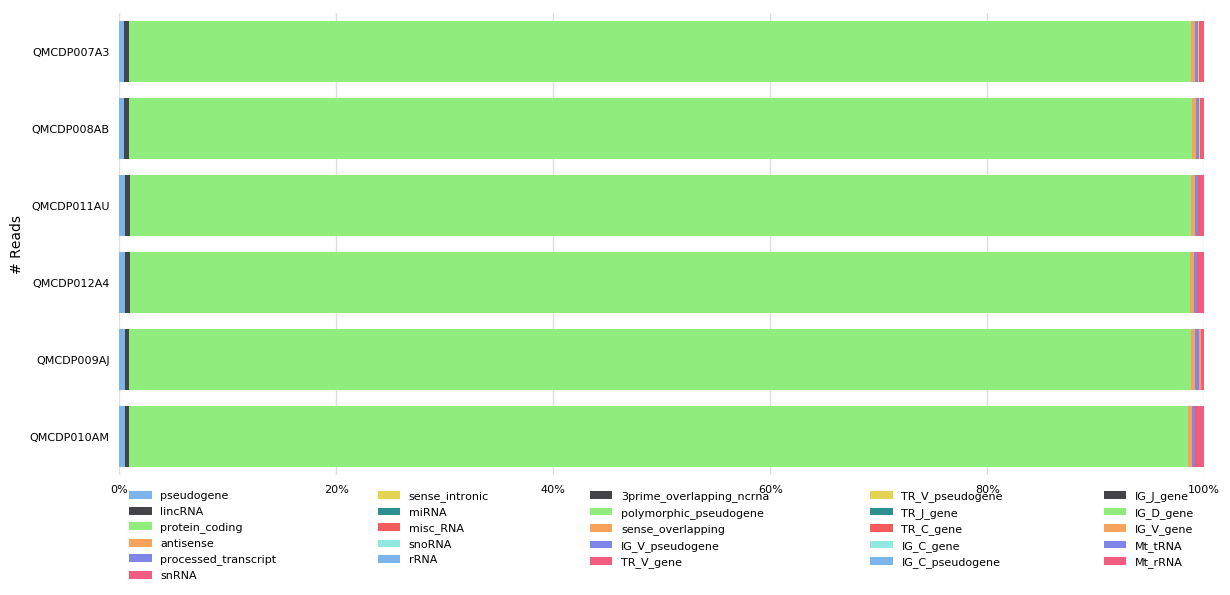 QMCDP007A3
QMCDP008AB
QMCDP011AU
# Reads
QMCDP012A4
QMCDP009AJ
QMCDP010AM
0% 20% 40% 60% 80% 100%
pseudogene
lincRNA
protein_coding
antisense
processed_transcript
snRNA
sense_intronic
miRNA
misc_RNA
snoRNA
rRNA
3prime_overlapping_ncrna
polymorphic_pseudogene
sense_overlapping
IG_V_pseudogene
TR_V_gene
TR_V_pseudogene
TR_J_gene
TR_C_gene
IG_C_gene
IG_C_pseudogene
IG_J_gene
IG_D_gene
IG_V_gene
Mt_tRNA
Mt_rRNA